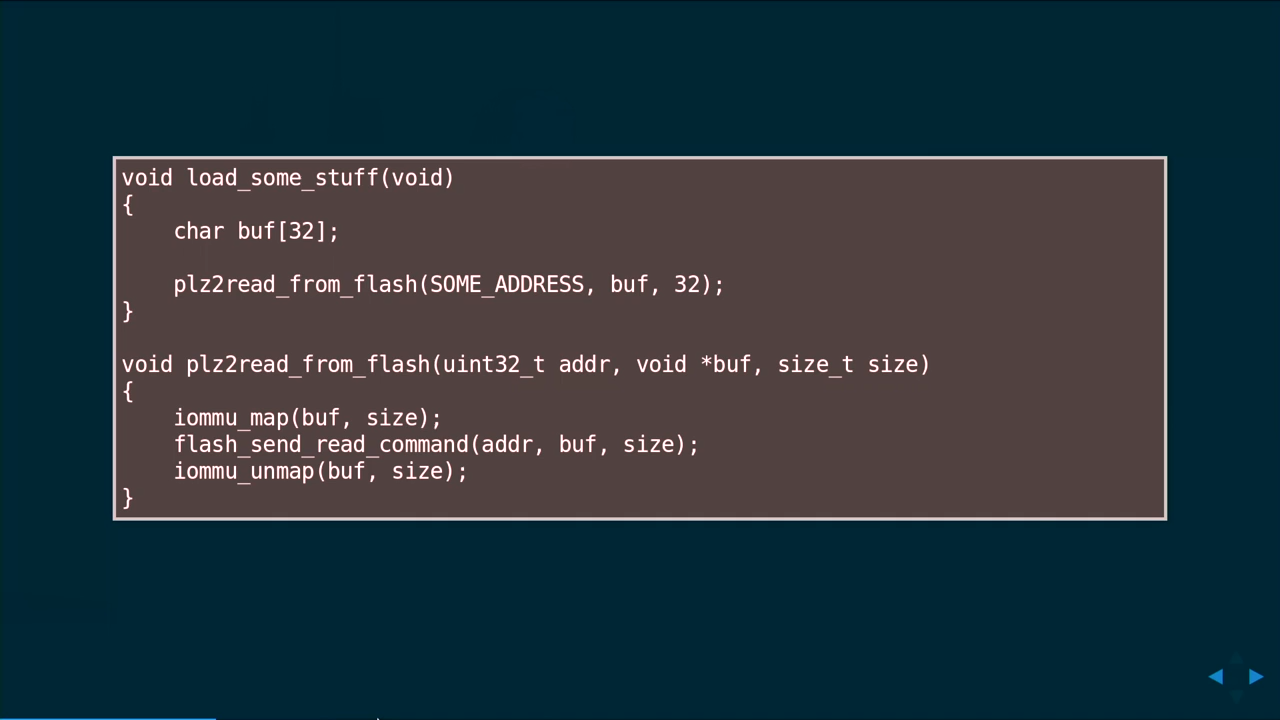 void load_some_stuff(void)
{
    char buf[32];

    plz2read_from_flash(SOME_ADDRESS, buf, 32);
}

void plz2read_from_flash(uint32_t addr, void *buf, size_t size)
{
    iommu_map(buf, size);
    flash_send_read_command(addr, buf, size);
    iommu_unmap(buf, size);
}